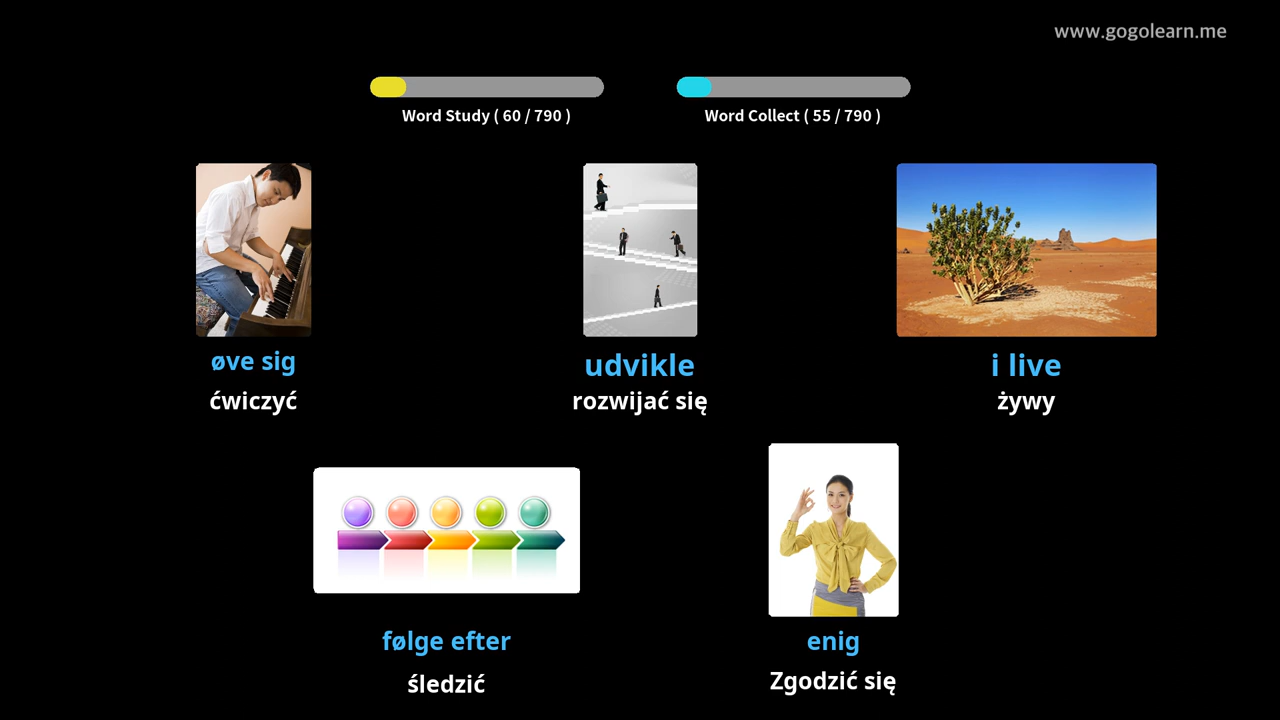 www.gogolearn.me
Word Study ( 60 / 790 )
Word Collect ( 55 / 790 )
øve sig
ćwiczyć
udvikle
rozwijać się
i live
żywy
følge efter
śledzić
enig
Zgodzić się